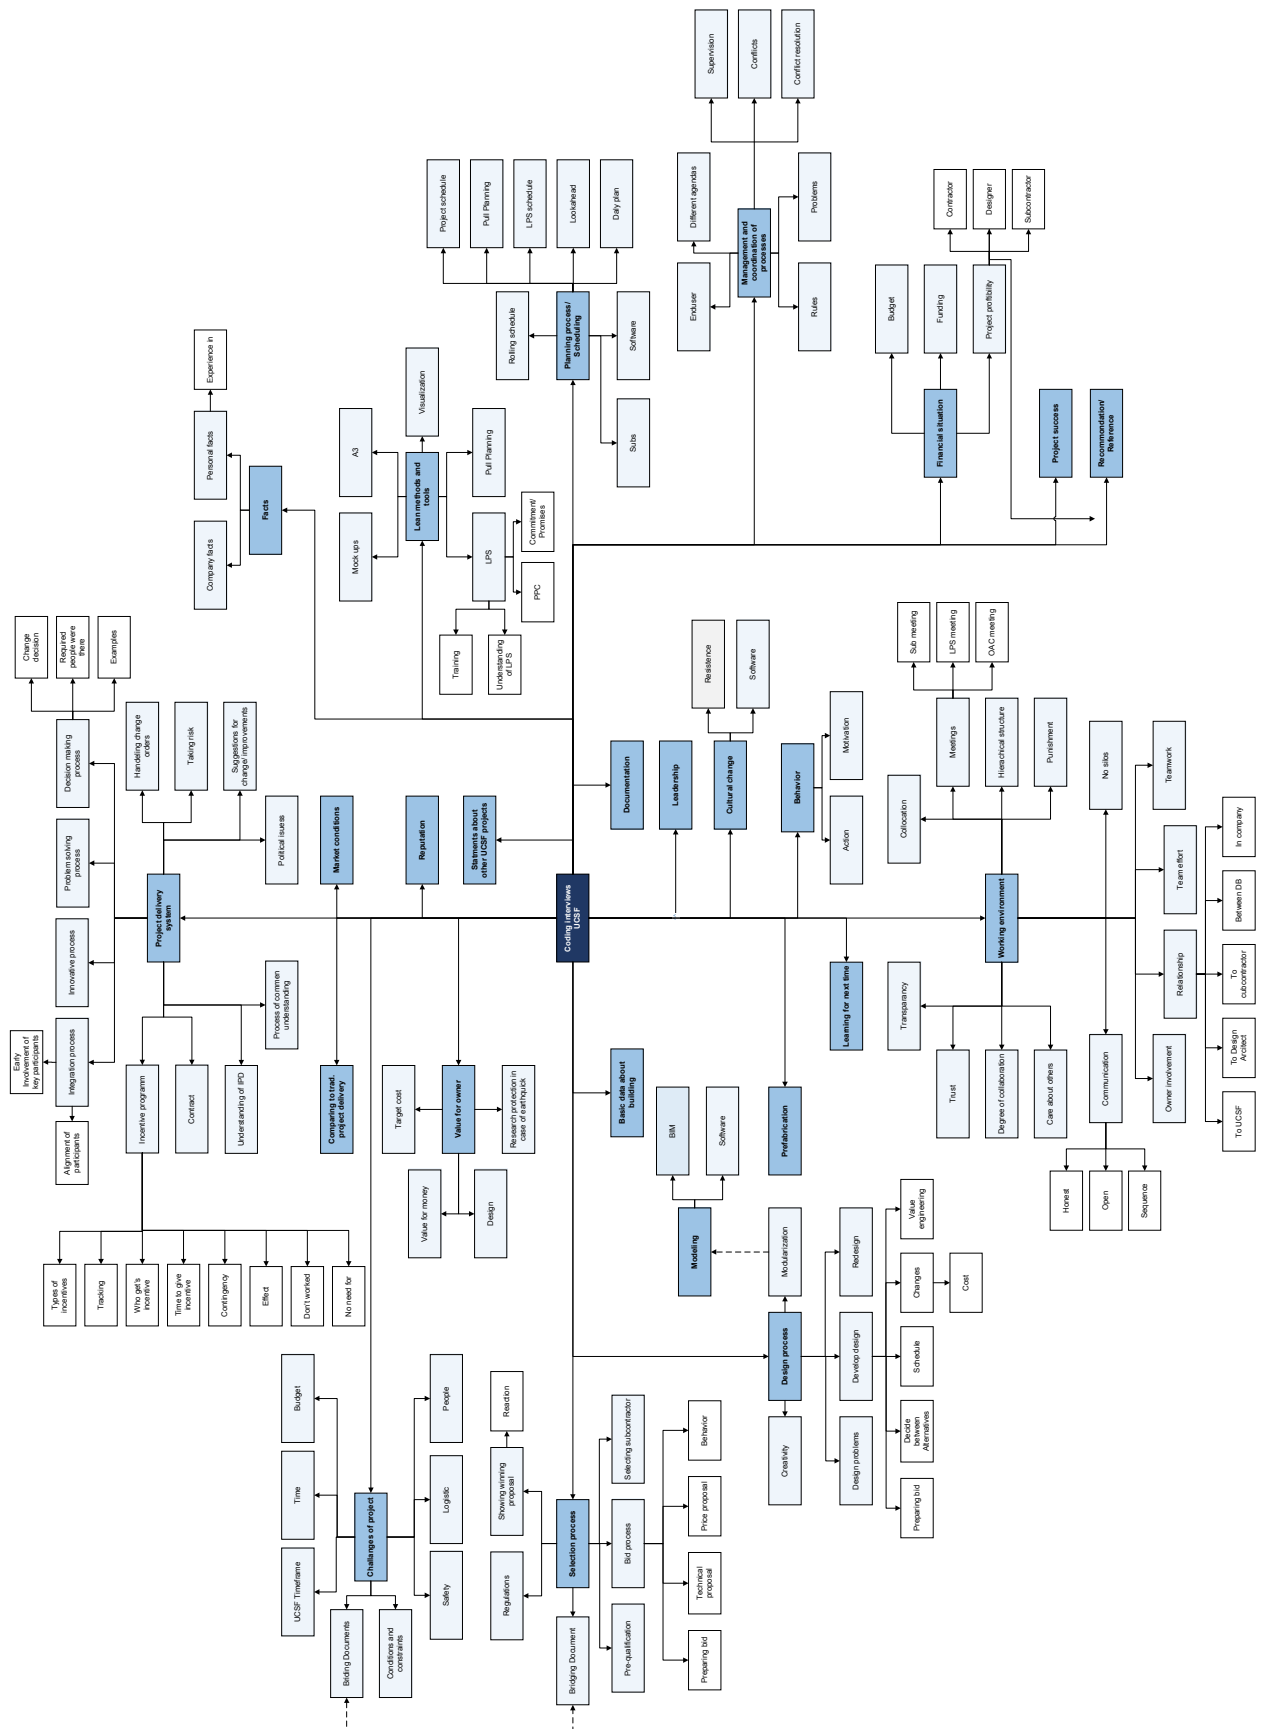 Supervision
Conflicts
Conflict resolution
Different agendas
Problems
Management and
coordination of
processes
Enduser
Rules
Project schedule
Pull Planning
LPS schedule
Lookahead
Daly plan
Rolling schedule
Planning process/
Scheduling
Software
Subs
Contractor
Designer
Subcontractor
Budget
Funding
Project profitibility
Financial situation
Project success
Recommondation/
Reference
Experience in
Personal facts
Company facts
Facts
A3
Visualization
Mock ups
Lean methods and
tools
Pull Planning
LPS
Commitment/
Promises
PPC
Training
Understanding
of LPS
Change
decision
Required
people were
there
Examples
Decision making
process
Handeling change
orders
Taking risk
Suggestions for
change/ improvements
Problem solving
process
Project delivery
system
Political isuess
Innovative process
Integration process
Early
Involvement of
key participants
Alignment of
participants
Process of commen
understanding
Incentive programm
Contract
Understanding of IPD
Types of
incentives
Tracking
Who get's
incentive
Time to give
incentive
Contingency
Effect
Don't worked
No need for
Market conditions
Reputation
Statments about
other UCSF projects
Documentation
Leadership
Resistence
Software
Cultural change
Behavior
Motivation
Action
Coding interviews
UCSF
Comparing to trad.
project delivery
Target cost
Value for owner
Research protection in
case of earthquick
Value for money
Design
Basic data about
building
Prefabrication
Learning for next time
Sub meeting
LPS meeting
OAC meeting
Meetings
Hierachical structure
Punishment
Collocation
Working environment
Transparancy
Trust
Degree of collaboration
Care about others
No silos
Teamwork
Team effort
Relationship
In company
Between DB
To
cubcontractor
To Design
Arcitect
To UCSF
Communication
Owner involvement
Honest
Open
Sequence
BIM
Software
Modeling
Modularization
Design process
Creativity
Redesign
Develop design
Design problems
Value
engineering
Changes
Cost
Schedule
Decide
between
Alternatives
Preparing bid
Budget
Time
UCSF Timeframe
Challanges of project
People
Logistic
Safety
Briding Documents
Conditions and
constraints
Reaction
Showing winning
proposal
Regulations
Selection process
Bridging Document
Selecting subcontractor
Bid process
Pre-qualification
Behavior
Price proposal
Technical
proposal
Preparing bid